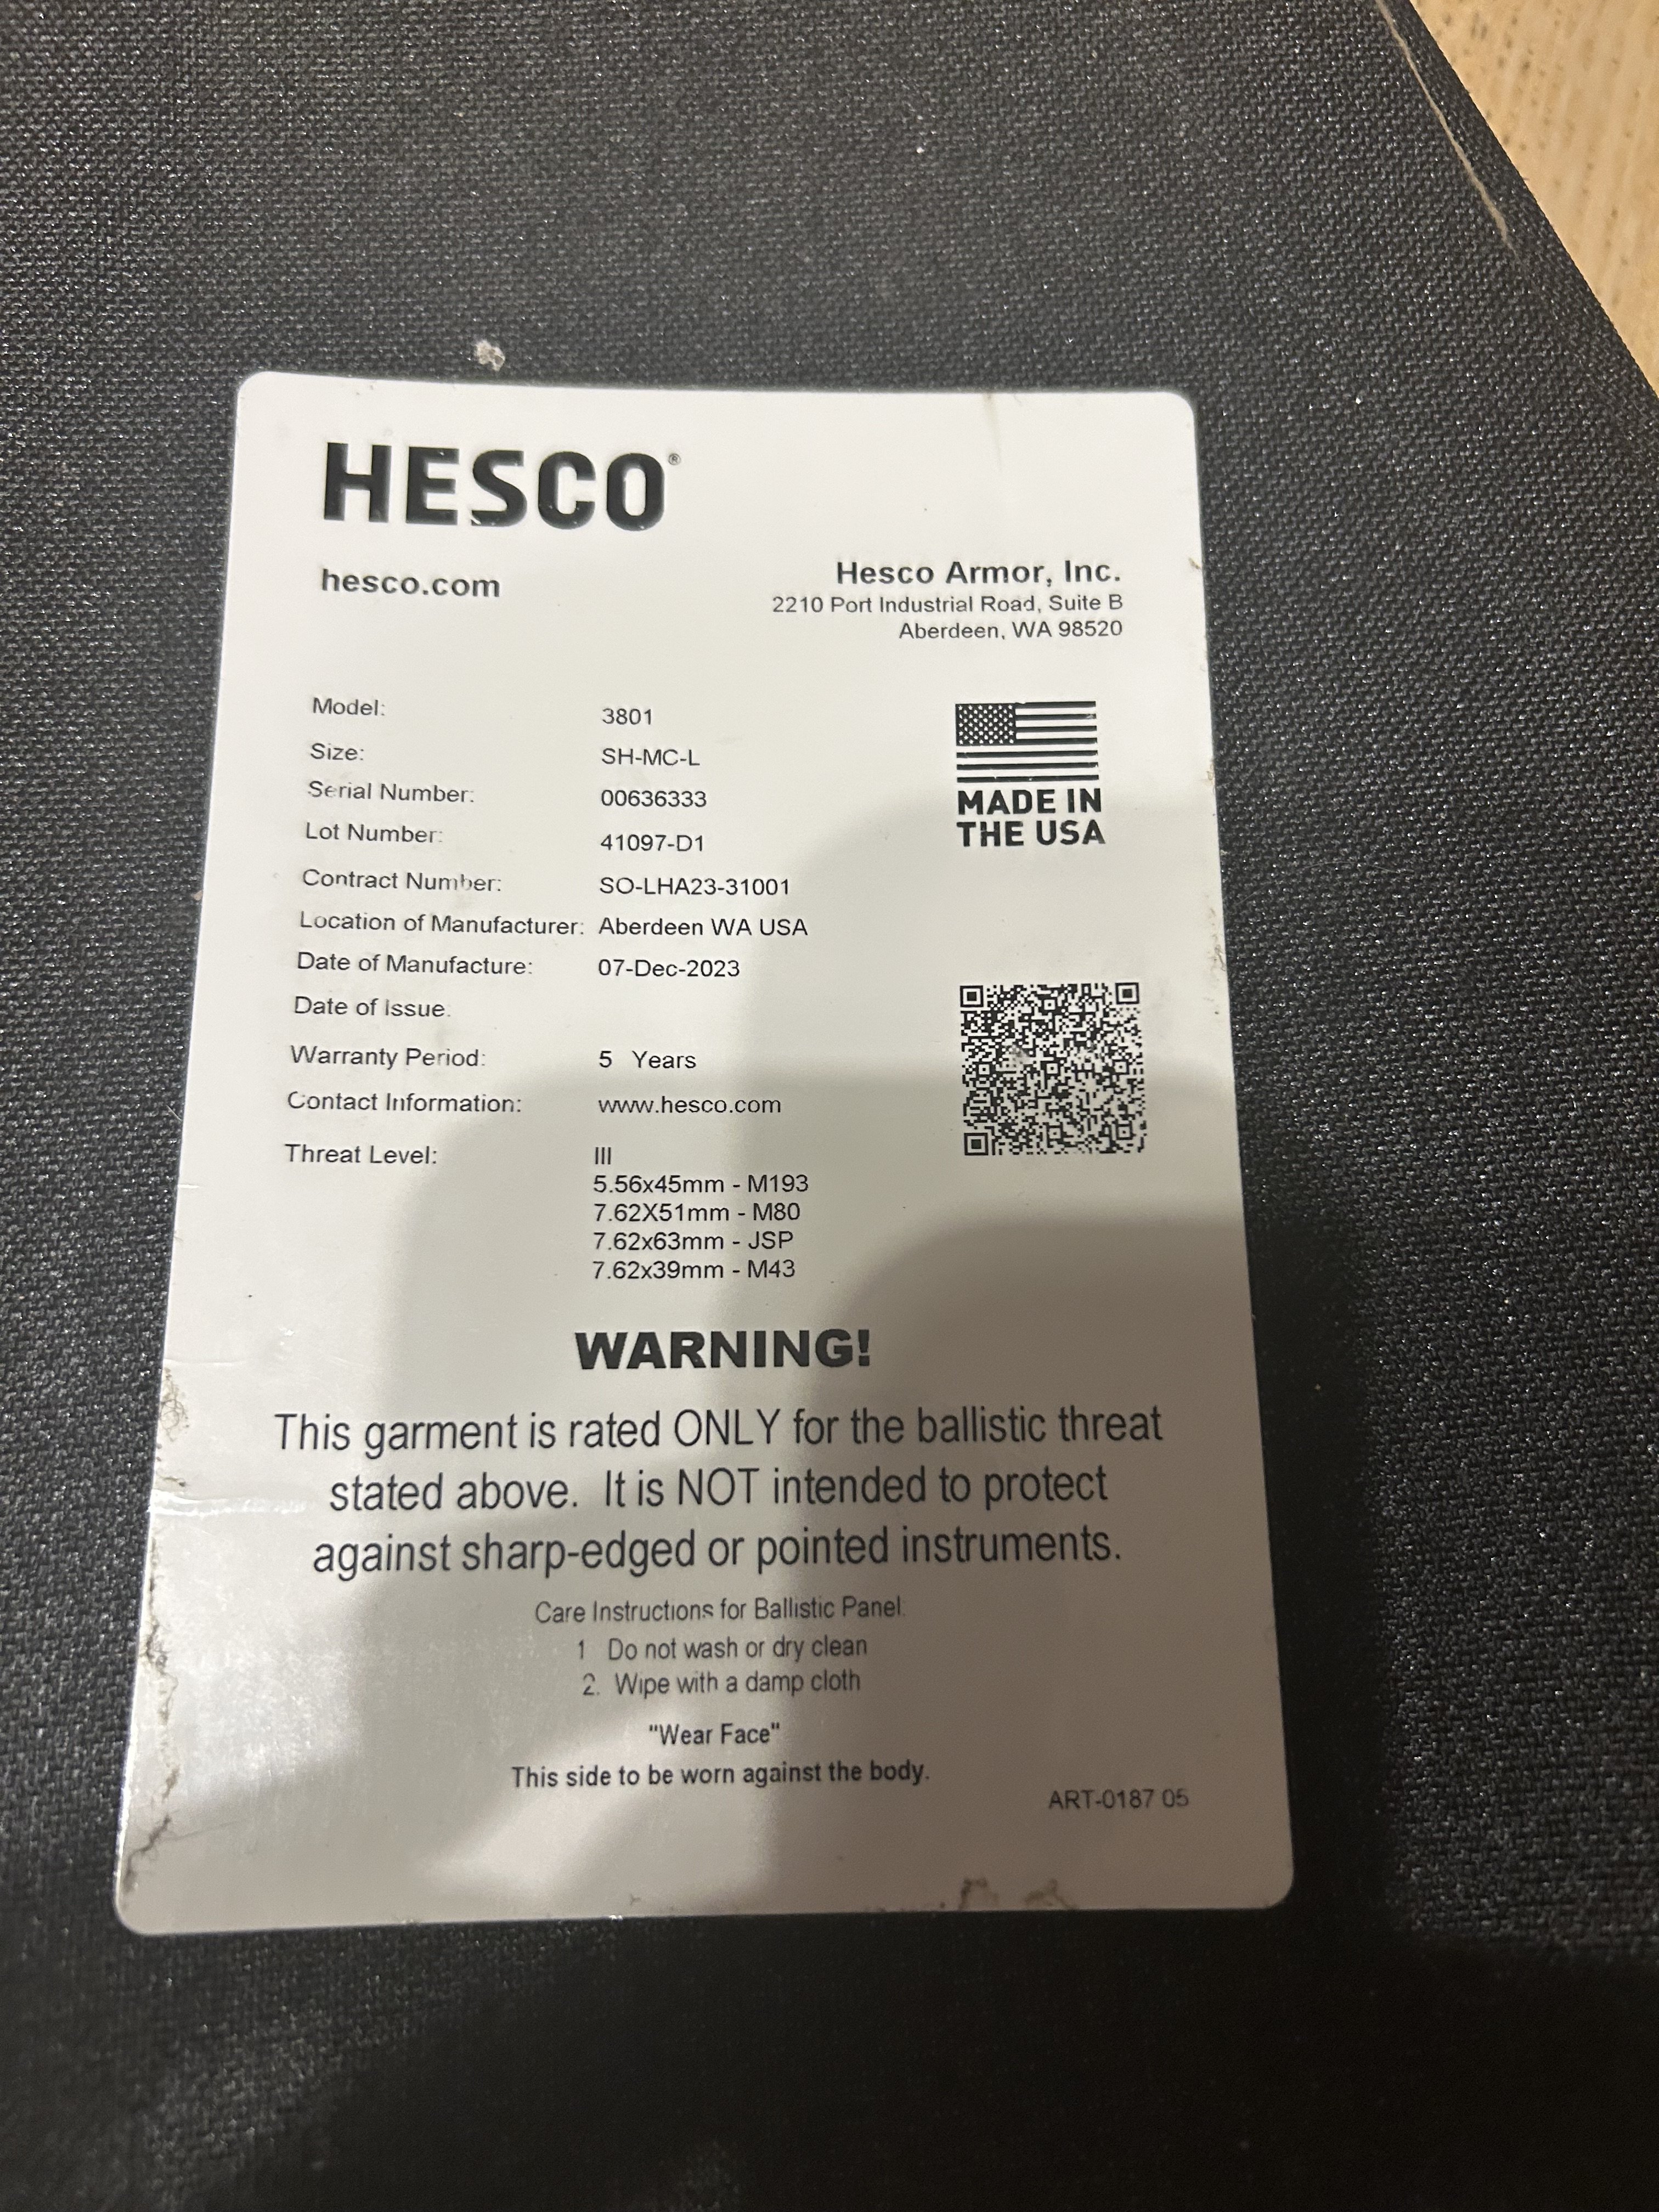 HESCO®
hesco.com
Hesco Armor, Inc.
2210 Port Industrial Road, Suite B
Aberdeen, WA 98520
Model: 3801
Size: SH-MC-L
Serial Number: 00636333
Lot Number: 41097-D1
Contract Number: SO-LHA23-31001
Location of Manufacturer: Aberdeen WA USA
Date of Manufacture: 07-Dec-2023
Date of Issue:
Warranty Period: 5 Years
Contact Information: www.hesco.com
MADE IN
THE USA
Threat Level: III
5.56x45mm - M193
7.62X51mm - M80
7.62x63mm - JSP
7.62x39mm - M43
WARNING!
This garment is rated ONLY for the ballistic threat
stated above. It is NOT intended to protect
against sharp-edged or pointed instruments.
Care Instructions for Ballistic Panel:
1 Do not wash or dry clean
2. Wipe with a damp cloth
"Wear Face"
This side to be worn against the body.
ART-0187 05